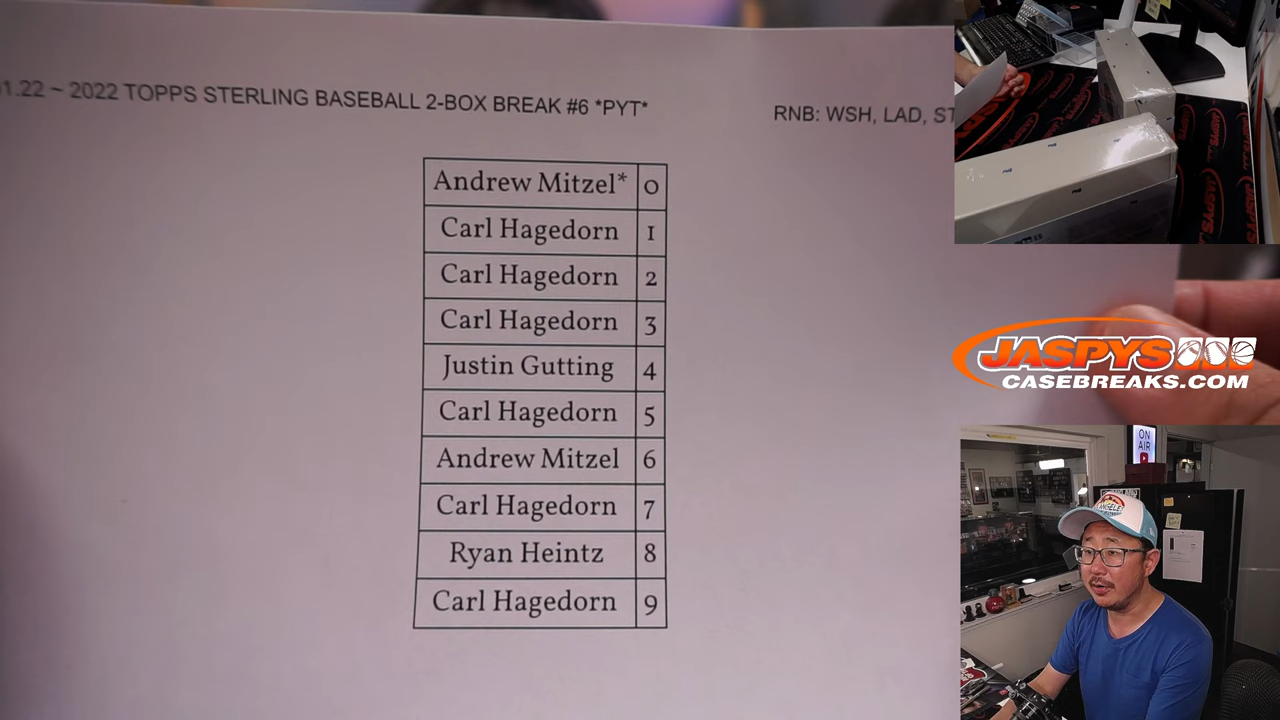 1.22 ~ 2022 TOPPS STERLING BASEBALL 2-BOX BREAK #6 *PYT*
RNB: WSH, LAD, ST
Andrew Mitzel* 0
Carl Hagedorn 1
Carl Hagedorn 2
Carl Hagedorn 3
Justin Gutting 4
Carl Hagedorn 5
Andrew Mitzel 6
Carl Hagedorn 7
Ryan Heintz 8
Carl Hagedorn 9
JASPYS
JASPYS
JASPYS
CASEBREAKS.COM
ON
AIR